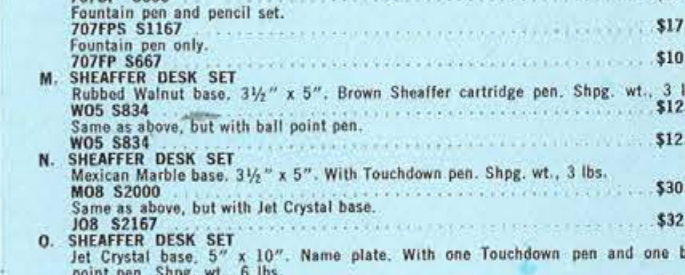 Fountain pen and pencil set.
707FPS S1167 $17
Fountain pen only.
707FP S667 $10
M. SHEAFFER DESK SET
Rubbed Walnut base. 3½" x 5". Brown Sheaffer cartridge pen. Shpg. wt., 3
WO5 S834 $12
Same as above, but with ball point pen.
WO5 S834 $12
N. SHEAFFER DESK SET
Mexican Marble base. 3½" x 5". With Touchdown pen. Shpg. wt., 3 lbs.
MO8 S2000 $30
Same as above, but with Jet Crystal base.
JO8 S2167 $32
O. SHEAFFER DESK SET
Jet Crystal base. 5" x 10". Name plate. With one Touchdown pen and one b
point pen. Shpg. wt. 6 lbs.